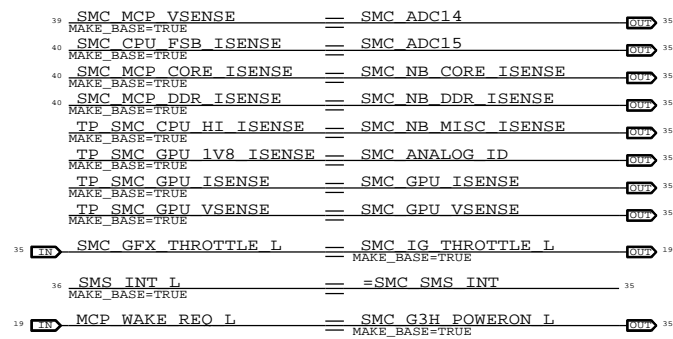 39 SMC_MCP_VSENSE = SMC_ADC14 OUT 35
MAKE_BASE=TRUE
40 SMC_CPU_FSB_ISENSE = SMC_ADC15 OUT 35
MAKE_BASE=TRUE
40 SMC_MCP_CORE_ISENSE = SMC_NB_CORE_ISENSE OUT 35
MAKE_BASE=TRUE
40 SMC_MCP_DDR_ISENSE = SMC_NB_DDR_ISENSE OUT 35
MAKE_BASE=TRUE
TP_SMC_CPU_HI_ISENSE = SMC_NB_MISC_ISENSE OUT 35
MAKE_BASE=TRUE
TP_SMC_GPU_1V8_ISENSE = SMC_ANALOG_ID OUT 35
MAKE_BASE=TRUE
TP_SMC_GPU_ISENSE = SMC_GPU_ISENSE OUT 35
MAKE_BASE=TRUE
TP_SMC_GPU_VSENSE = SMC_GPU_VSENSE OUT 35
MAKE_BASE=TRUE
35 IN SMC_GFX_THROTTLE_L = SMC_IG_THROTTLE_L OUT 19
MAKE_BASE=TRUE
36 SMS_INT_L = =SMC_SMS_INT 35
MAKE_BASE=TRUE
19 IN MCP_WAKE_REQ_L = SMC_G3H_POWERON_L OUT 35
MAKE_BASE=TRUE